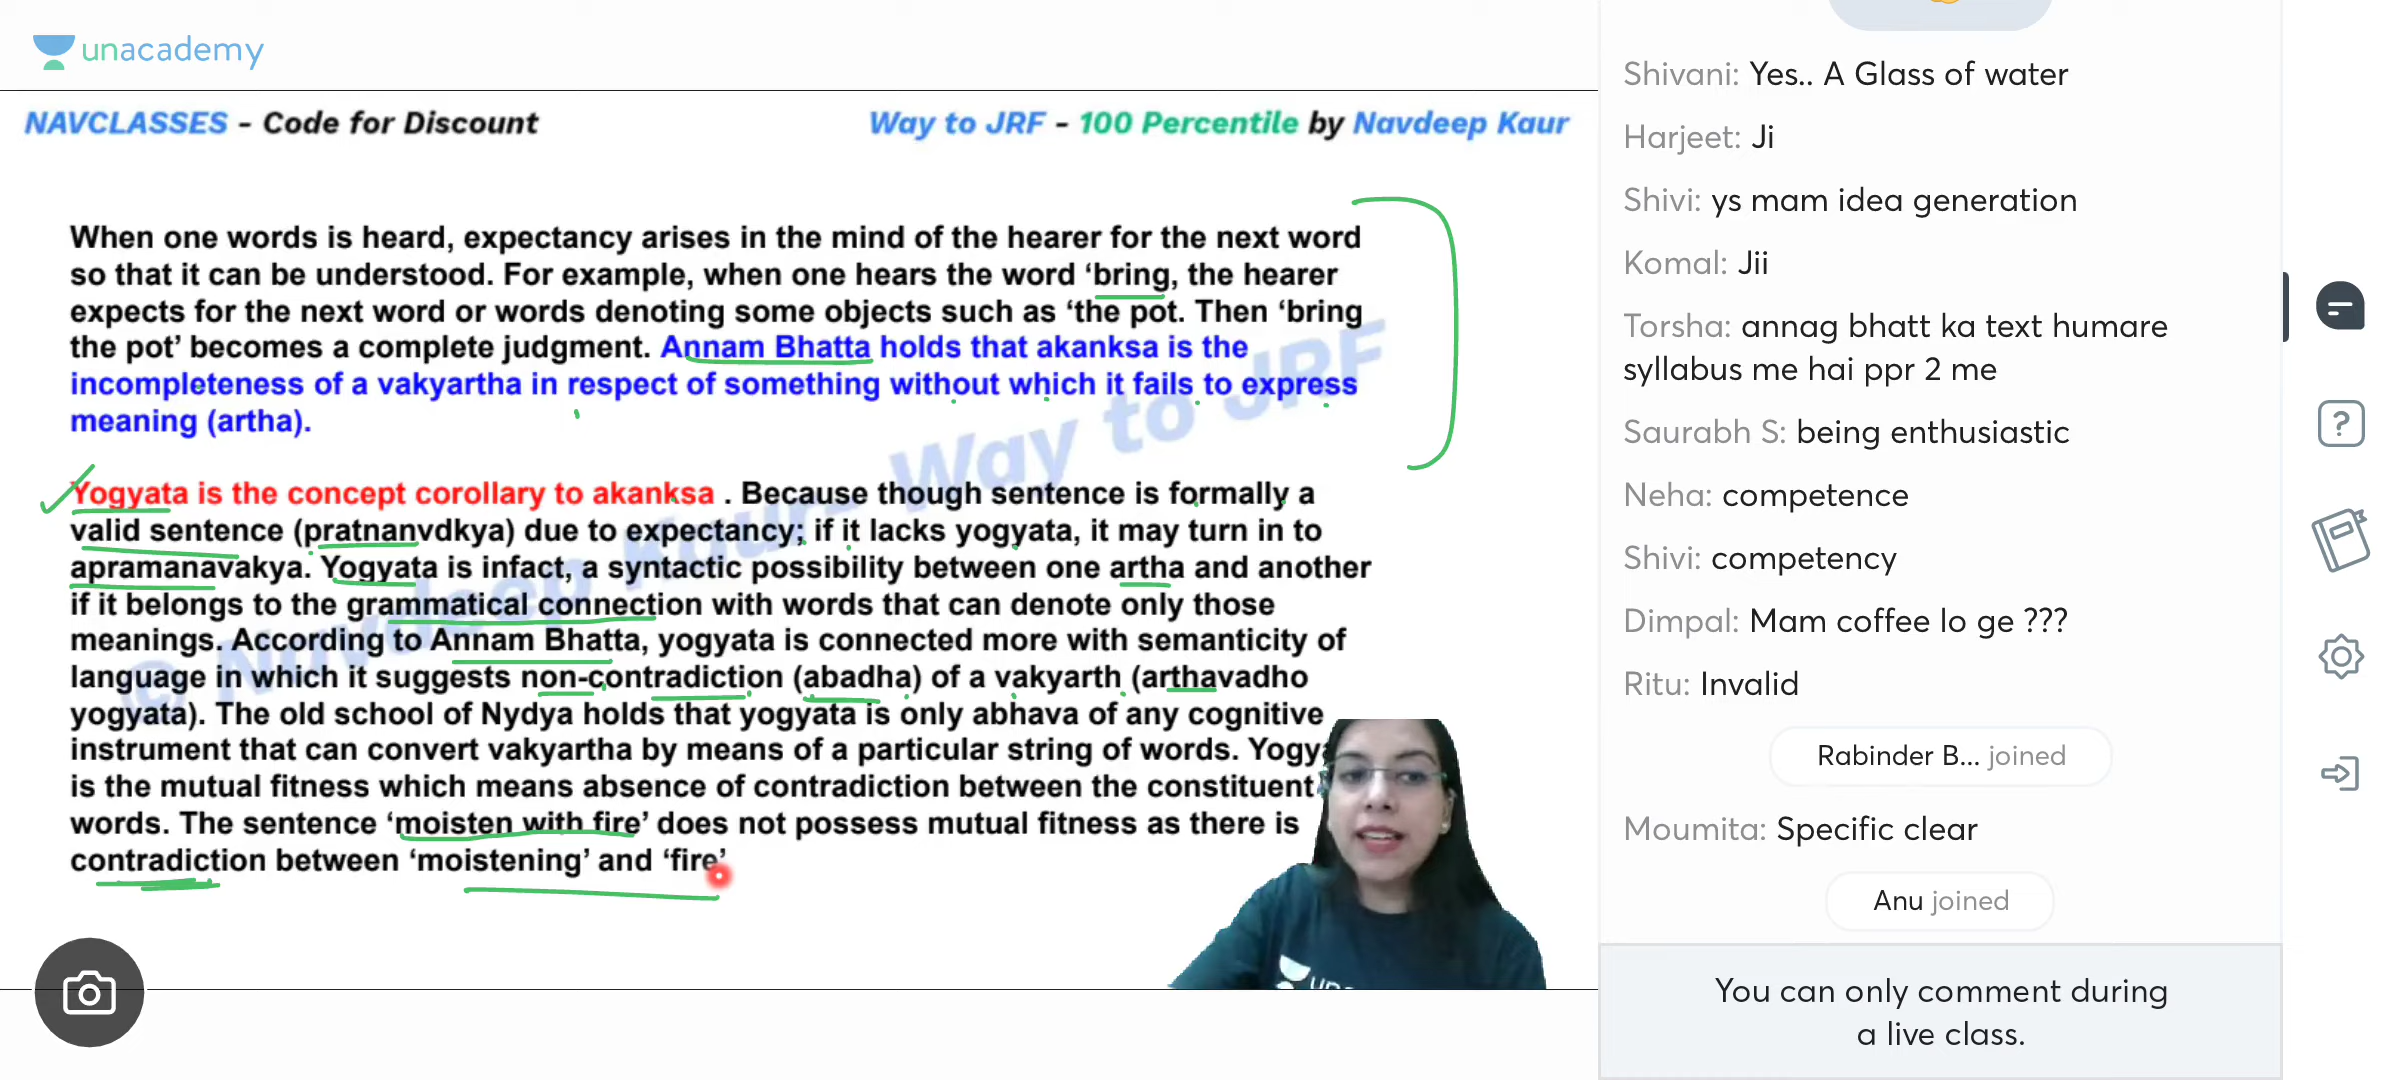 unacademy
NAVCLASSES - Code for Discount
Way to JRF - 100 Percentile by Navdeep Kaur
When one words is heard, expectancy arises in the mind of the hearer for the next word
so that it can be understood. For example, when one hears the word ‘bring, the hearer
expects for the next word or words denoting some objects such as ‘the pot. Then ‘bring
the pot’ becomes a complete judgment. Annam Bhatta holds that akanksa is the
incompleteness of a vakyartha in respect of something without which it fails to express
meaning (artha).
Yogyata is the concept corollary to akanksa . Because though sentence is formally a
valid sentence (pratnanvdkya) due to expectancy; if it lacks yogyata, it may turn in to
apramanavakya. Yogyata is infact, a syntactic possibility between one artha and another
if it belongs to the grammatical connection with words that can denote only those
meanings. According to Annam Bhatta, yogyata is connected more with semanticity of
language in which it suggests non-contradiction (abadha) of a vakyarth (arthavadho
yogyata). The old school of Nydya holds that yogyata is only abhava of any cognitive
instrument that can convert vakyartha by means of a particular string of words. Yogya
is the mutual fitness which means absence of contradiction between the constituent
words. The sentence ‘moisten with fire’ does not possess mutual fitness as there is
contradiction between ‘moistening’ and ‘fire’
© Navdeep Kaur- Way to JRF
Shivani: Yes.. A Glass of water
Harjeet: Ji
Shivi: ys mam idea generation
Komal: Jii
Torsha: annag bhatt ka text humare
syllabus me hai ppr 2 me
Saurabh S: being enthusiastic
Neha: competence
Shivi: competency
Dimpal: Mam coffee lo ge ???
Ritu: Invalid
Rabinder B... joined
Moumita: Specific clear
Anu joined
You can only comment during
a live class.